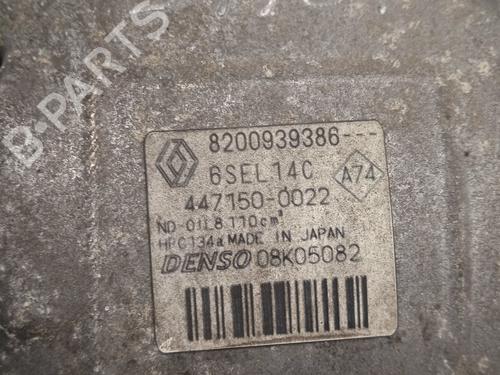 B-PARTS
8200939386---
6SEL14C
A74
447150-0022
ND-OIL8 110cm³
HFC134a MADE IN JAPAN
DENSO 08K05082